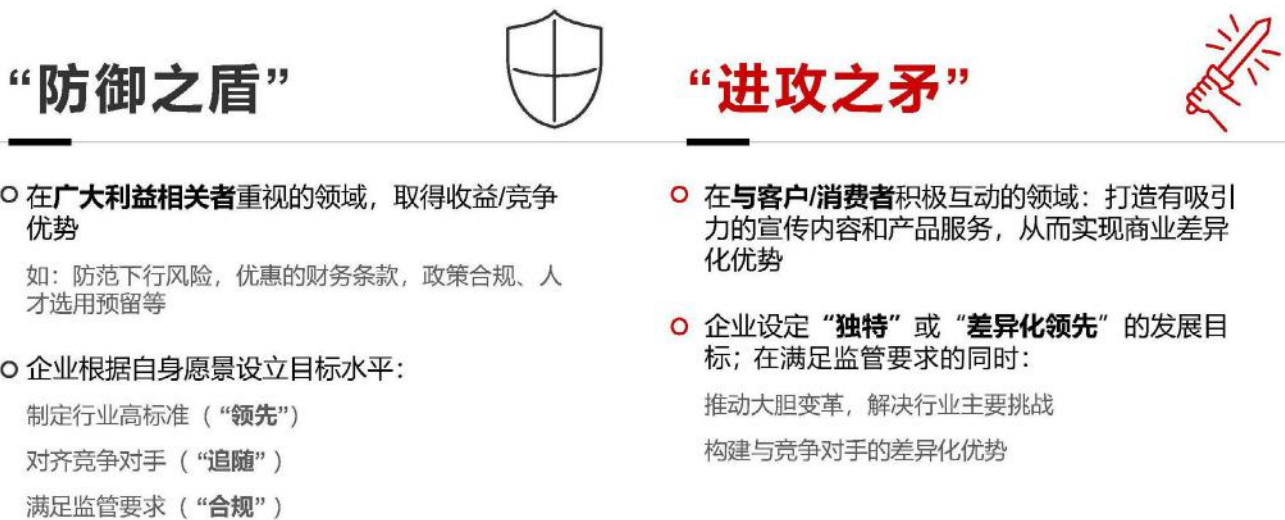 “防御之盾”
在广大利益相关者重视的领域，取得收益/竞争
优势
如：防范下行风险，优惠的财务条款，政策合规、人
才选用预留等
企业根据自身愿景设立目标水平：
制定行业高标准（“领先”）
对齐竞争对手（“追随”）
满足监管要求（“合规”）
“进攻之矛”
在与客户/消费者积极互动的领域：打造有吸引
力的宣传内容和产品服务，从而实现商业差异
化优势
企业设定“独特”或“差异化领先”的发展目
标；在满足监管要求的同时：
推动大胆变革，解决行业主要挑战
构建与竞争对手的差异化优势